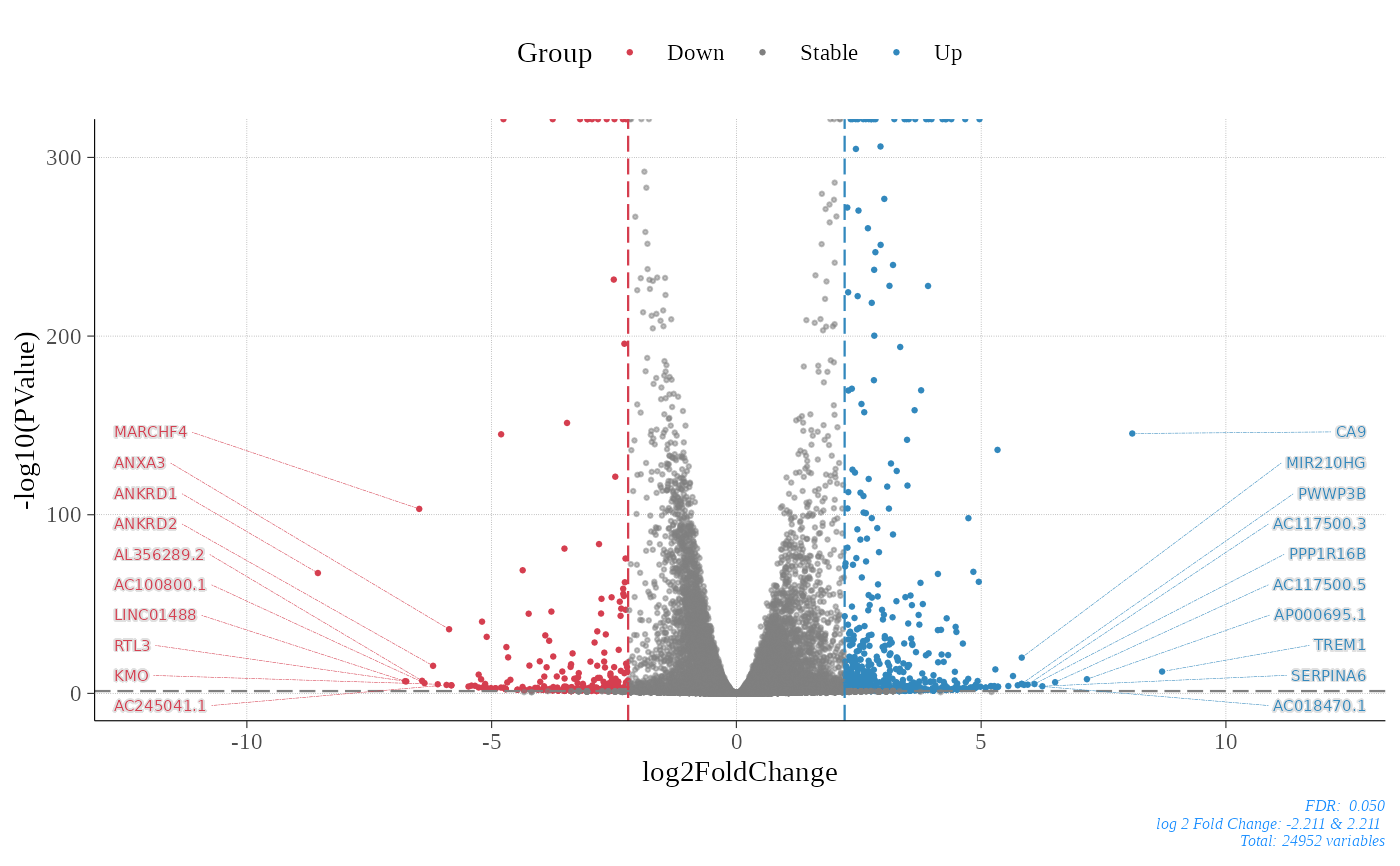 Group Down Stable Up
-log10(PValue)
300
200
100
0
MARCHF4
ANXA3
ANKRD1
ANKRD2
AL356289.2
AC100800.1
LINC01488
RTL3
KMO
AC245041.1
CA9
MIR210HG
PWWP3B
AC117500.3
PPP1R16B
AC117500.5
AP000695.1
TREM1
SERPINA6
AC018470.1
-10 -5 0 5 10
log2FoldChange
FDR: 0.050
log 2 Fold Change: -2.211 & 2.211
Total: 24952 variables